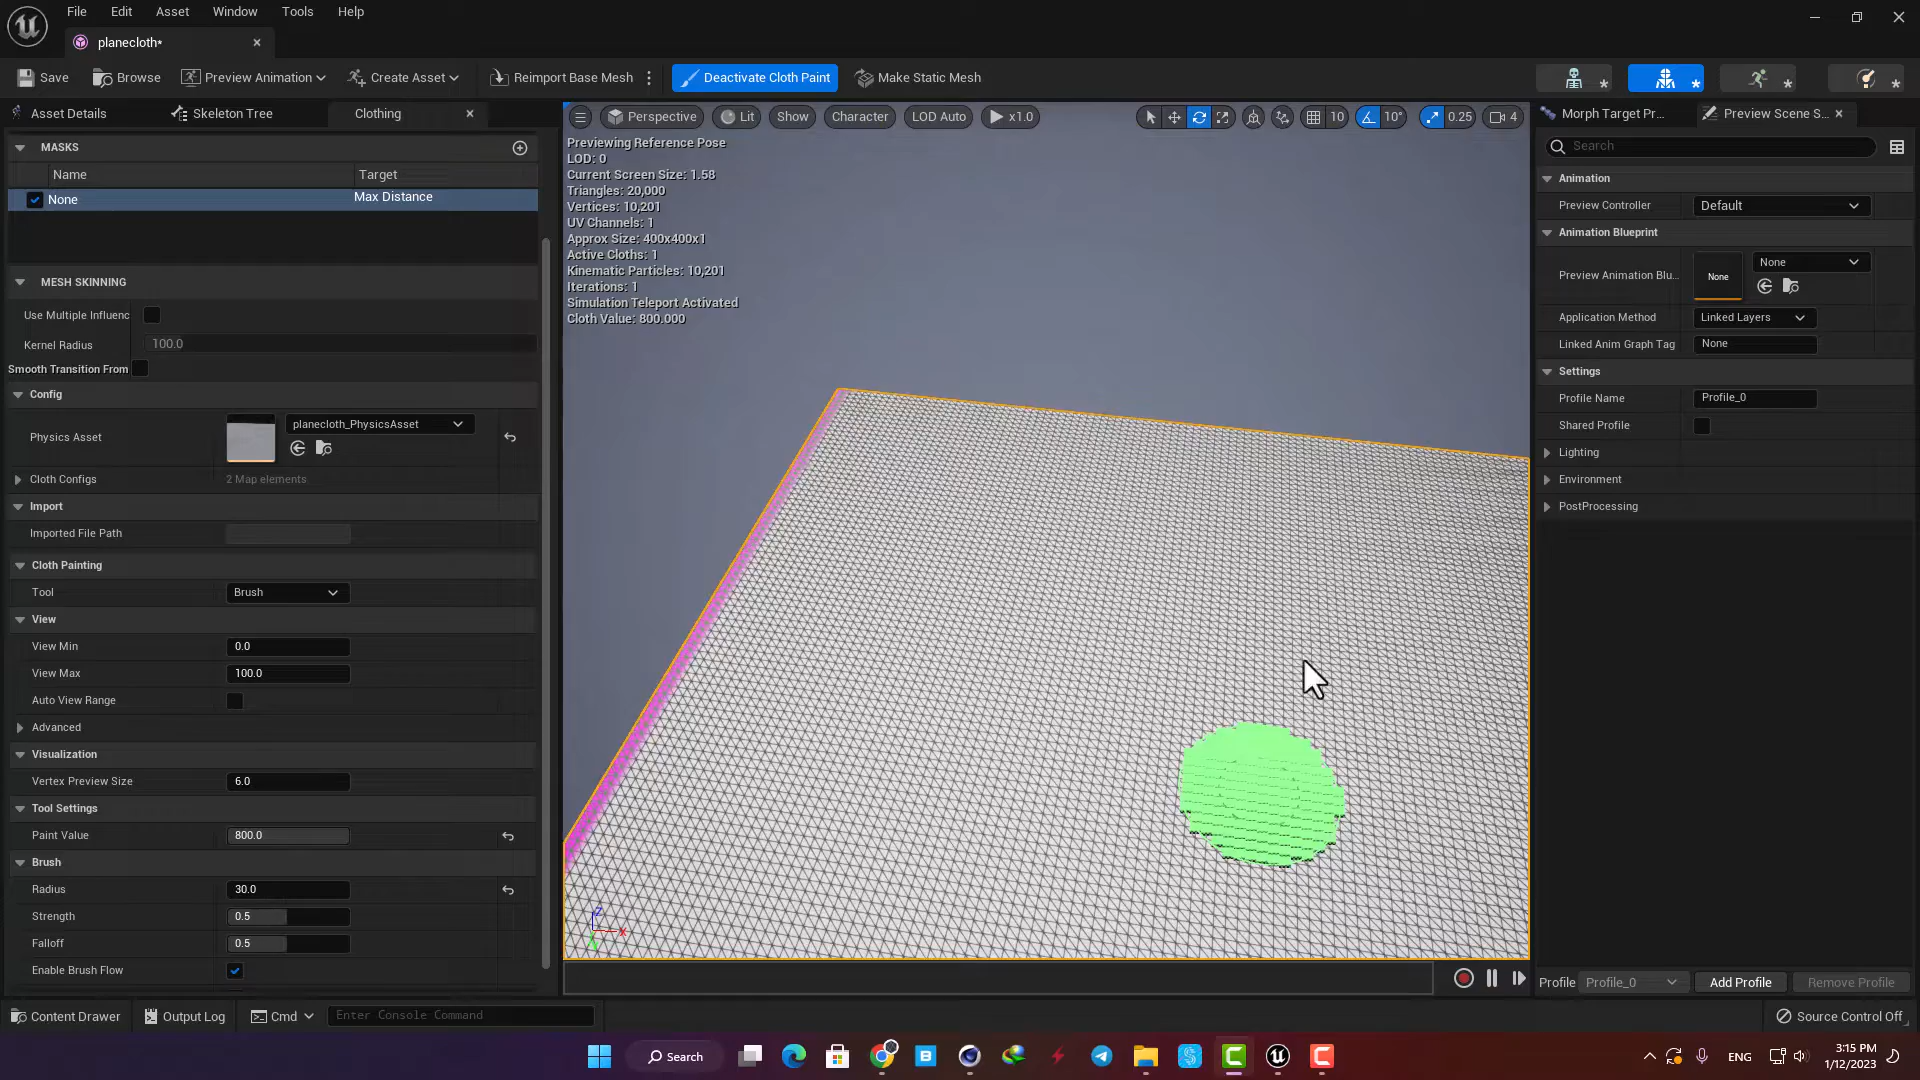 File Edit Asset Window Tools Help
planecloth*
Save Browse Preview Animation Create Asset Reimport Base Mesh Deactivate Cloth Paint Make Static Mesh
Asset Details Skeleton Tree Clothing
MASKS
Name Target
None Max Distance
MESH SKINNING
Use Multiple Influenc
Kernel Radius 100.0
Smooth Transition From
Config
Physics Asset planecloth_PhysicsAsset
Cloth Configs 2 Map elements
Import
Imported File Path
Cloth Painting
Tool Brush
View
View Min 0.0
View Max 100.0
Auto View Range
Advanced
Visualization
Vertex Preview Size 6.0
Tool Settings
Paint Value 800.0
Brush
Radius 30.0
Strength 0.5
Falloff 0.5
Enable Brush Flow
Perspective Lit Show Character LOD Auto x1.0 10 10° 0.25 4
Previewing Reference Pose
LOD: 0
Current Screen Size: 1.58
Triangles: 20,000
Vertices: 10,201
UV Channels: 1
Approx Size: 400x400x1
Active Cloths: 1
Kinematic Particles: 10,201
Iterations: 1
Simulation Teleport Activated
Cloth Value: 800.000
Z
X
Morph Target Pr... Preview Scene S...
Search
Animation
Preview Controller Default
Animation Blueprint
Preview Animation Blu... None None
Application Method Linked Layers
Linked Anim Graph Tag None
Settings
Profile Name Profile_0
Shared Profile
Lighting
Environment
PostProcessing
Profile Profile_0 Add Profile Remove Profile
Content Drawer Output Log Cmd Enter Console Command Source Control Off
Search ENG 3:15 PM
1/12/2023